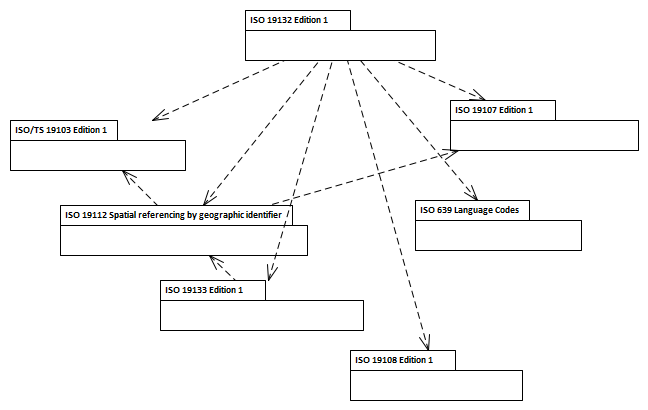 ISO 19132 Edition 1
ISO/TS 19103 Edition 1
ISO 19107 Edition 1
ISO 19112 Spatial referencing by geographic identifier
ISO 639 Language Codes
ISO 19133 Edition 1
ISO 19108 Edition 1